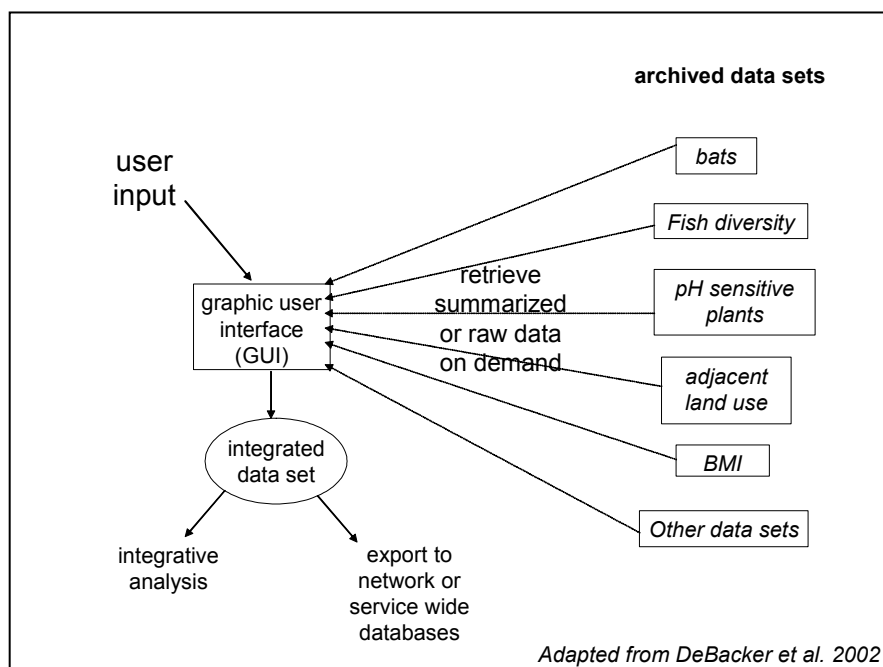 archived data sets
user
input
bats
Fish diversity
retrieve
summarized
or raw data
on demand
graphic user
interface
(GUI)
pH sensitive
plants
adjacent
land use
integrated
data set
BMI
Other data sets
integrative
analysis
export to
network or
service wide
databases
Adapted from DeBacker et al. 2002